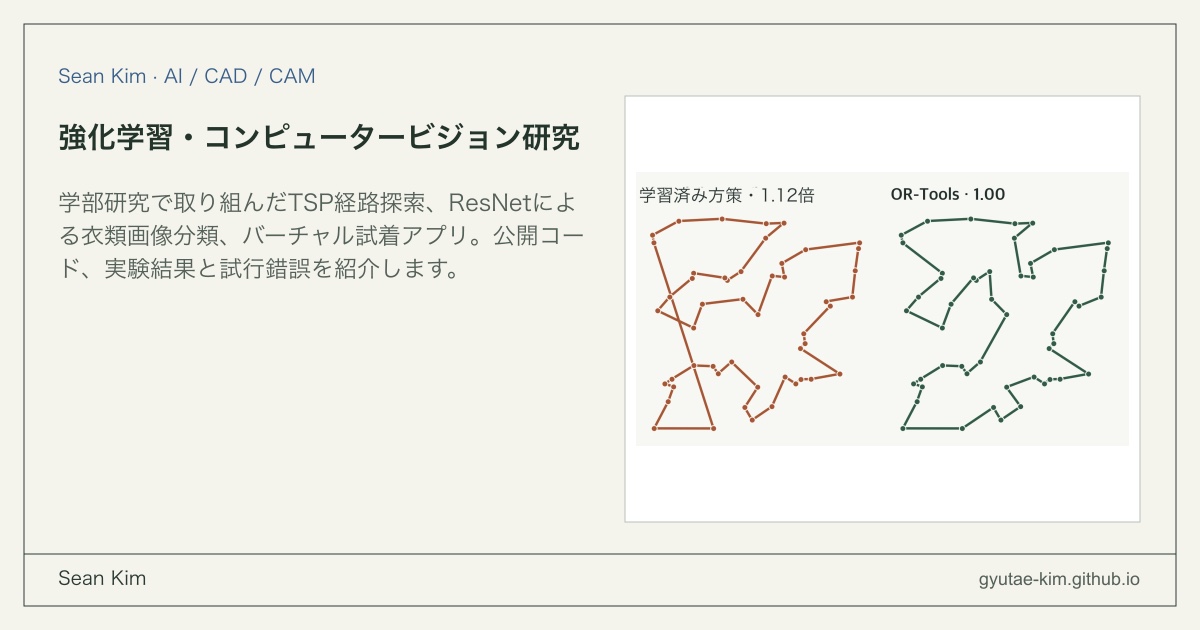 Sean Kim · AI / CAD / CAM
強化学習・コンピュータービジョン研究
学部研究で取り組んだTSP経路探索、ResNetによ
る衣類画像分類、バーチャル試着アプリ。公開コー
ド、実験結果と試行錯誤を紹介します。
学習済み方策・1.12倍
OR-Tools · 1.00
Sean Kim
gyutae-kim.github.io